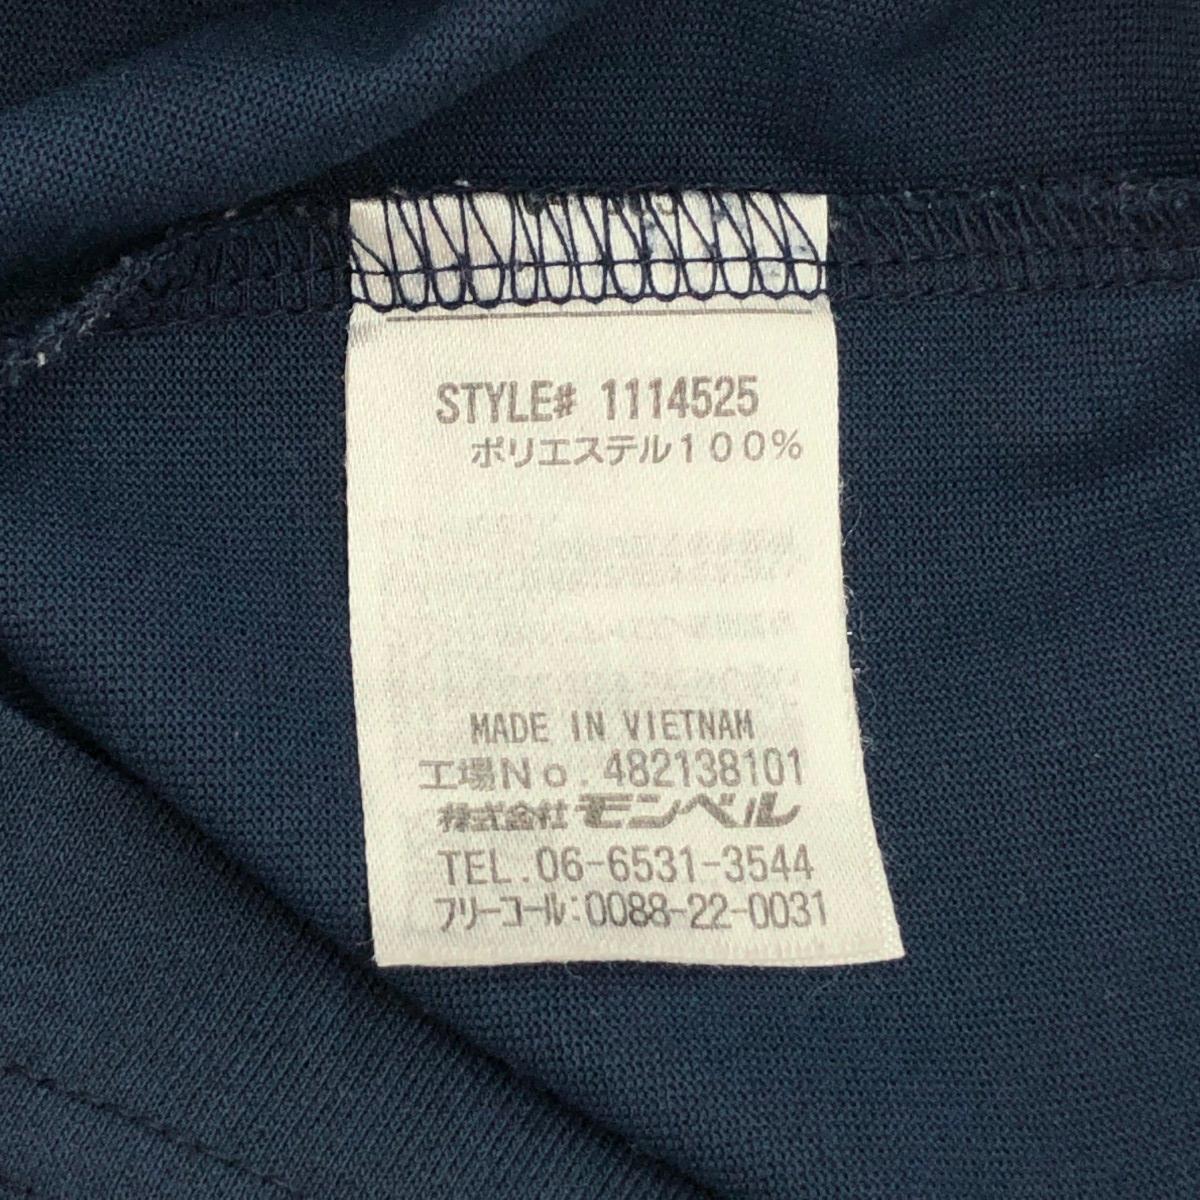 STYLE# 1114525
ポリエステル100%
MADE IN VIETNAM
工場No.482138101
株式会社モンベル
TEL.06-6531-3544
フリーコール:0088-22-0031